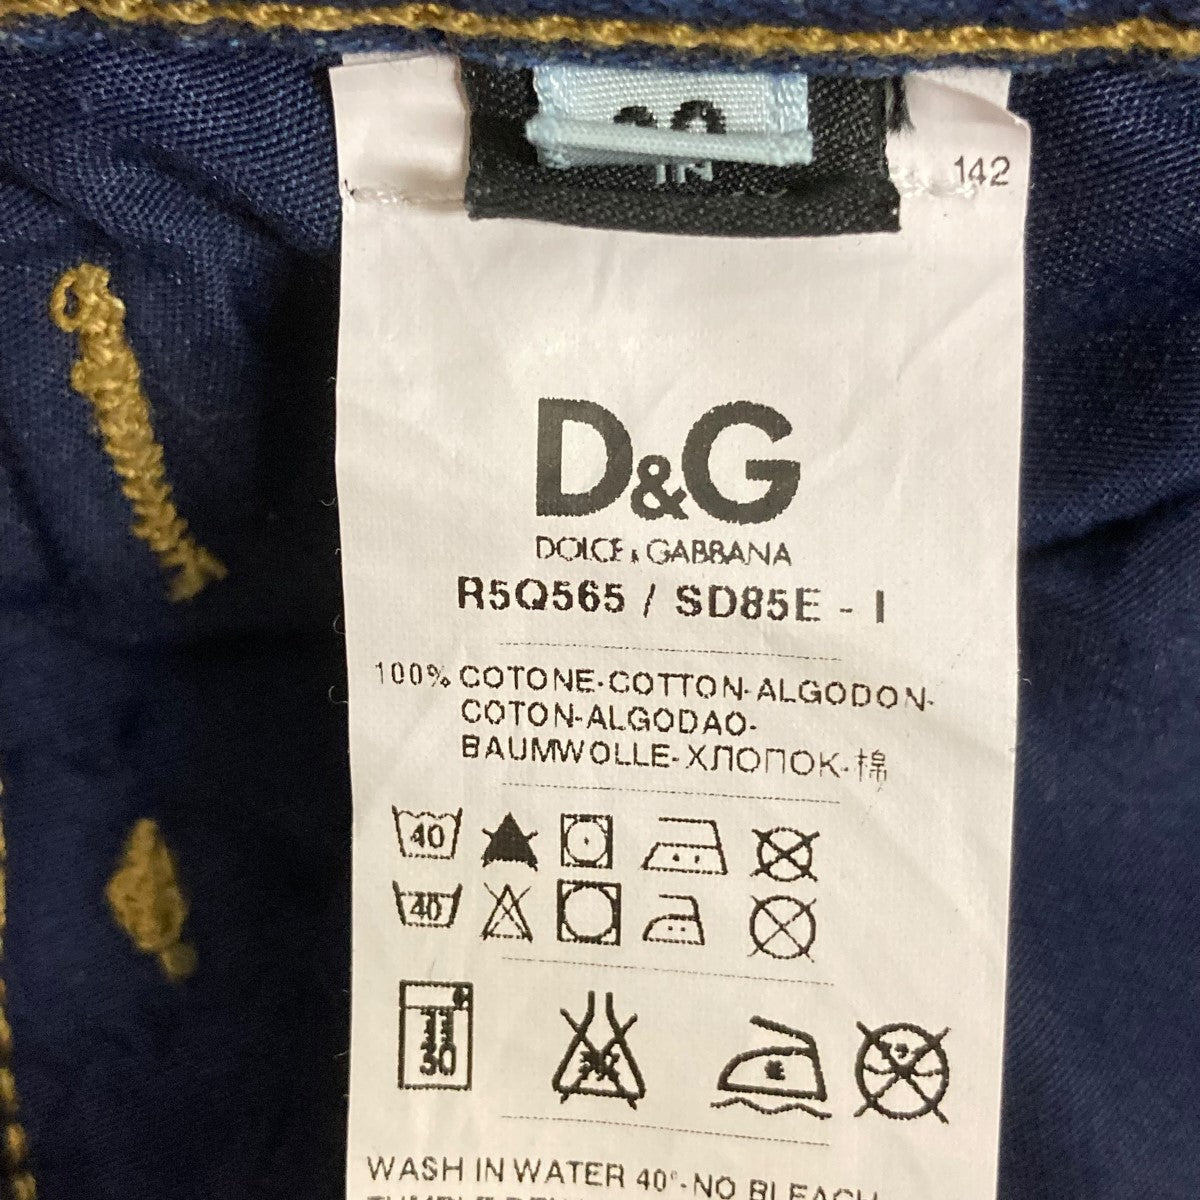 IN
142
D&G
DOLCE & GABBANA
R5Q565 / SD85E - I
100% COTONE-COTTON-ALGODON-
COTON-ALGODAO-
BAUMWOLLE-ХЛОПОК-棉
40
40
30
WASH IN WATER 40°-NO BLEACH